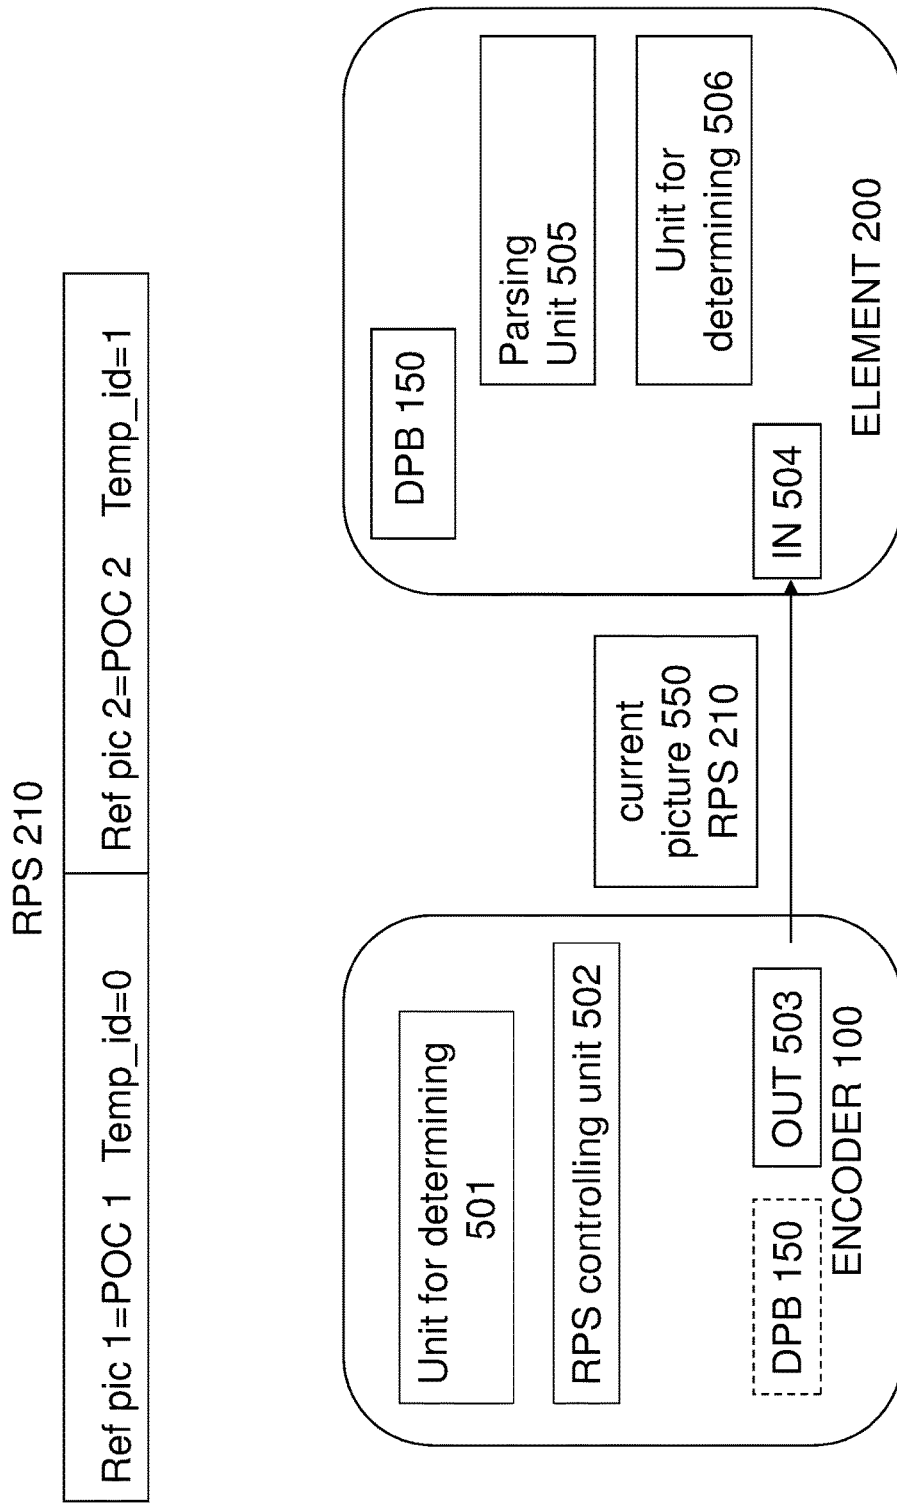 RPS 210
Ref pic 1=POC 1 Temp_id=0
Ref pic 2=POC 2 Temp_id=1
Unit for determining
501
RPS controlling unit 502
DPB 150
OUT 503
ENCODER 100
current
picture 550
RPS 210
DPB 150
Parsing
Unit 505
Unit for
determining 506
IN 504
ELEMENT 200